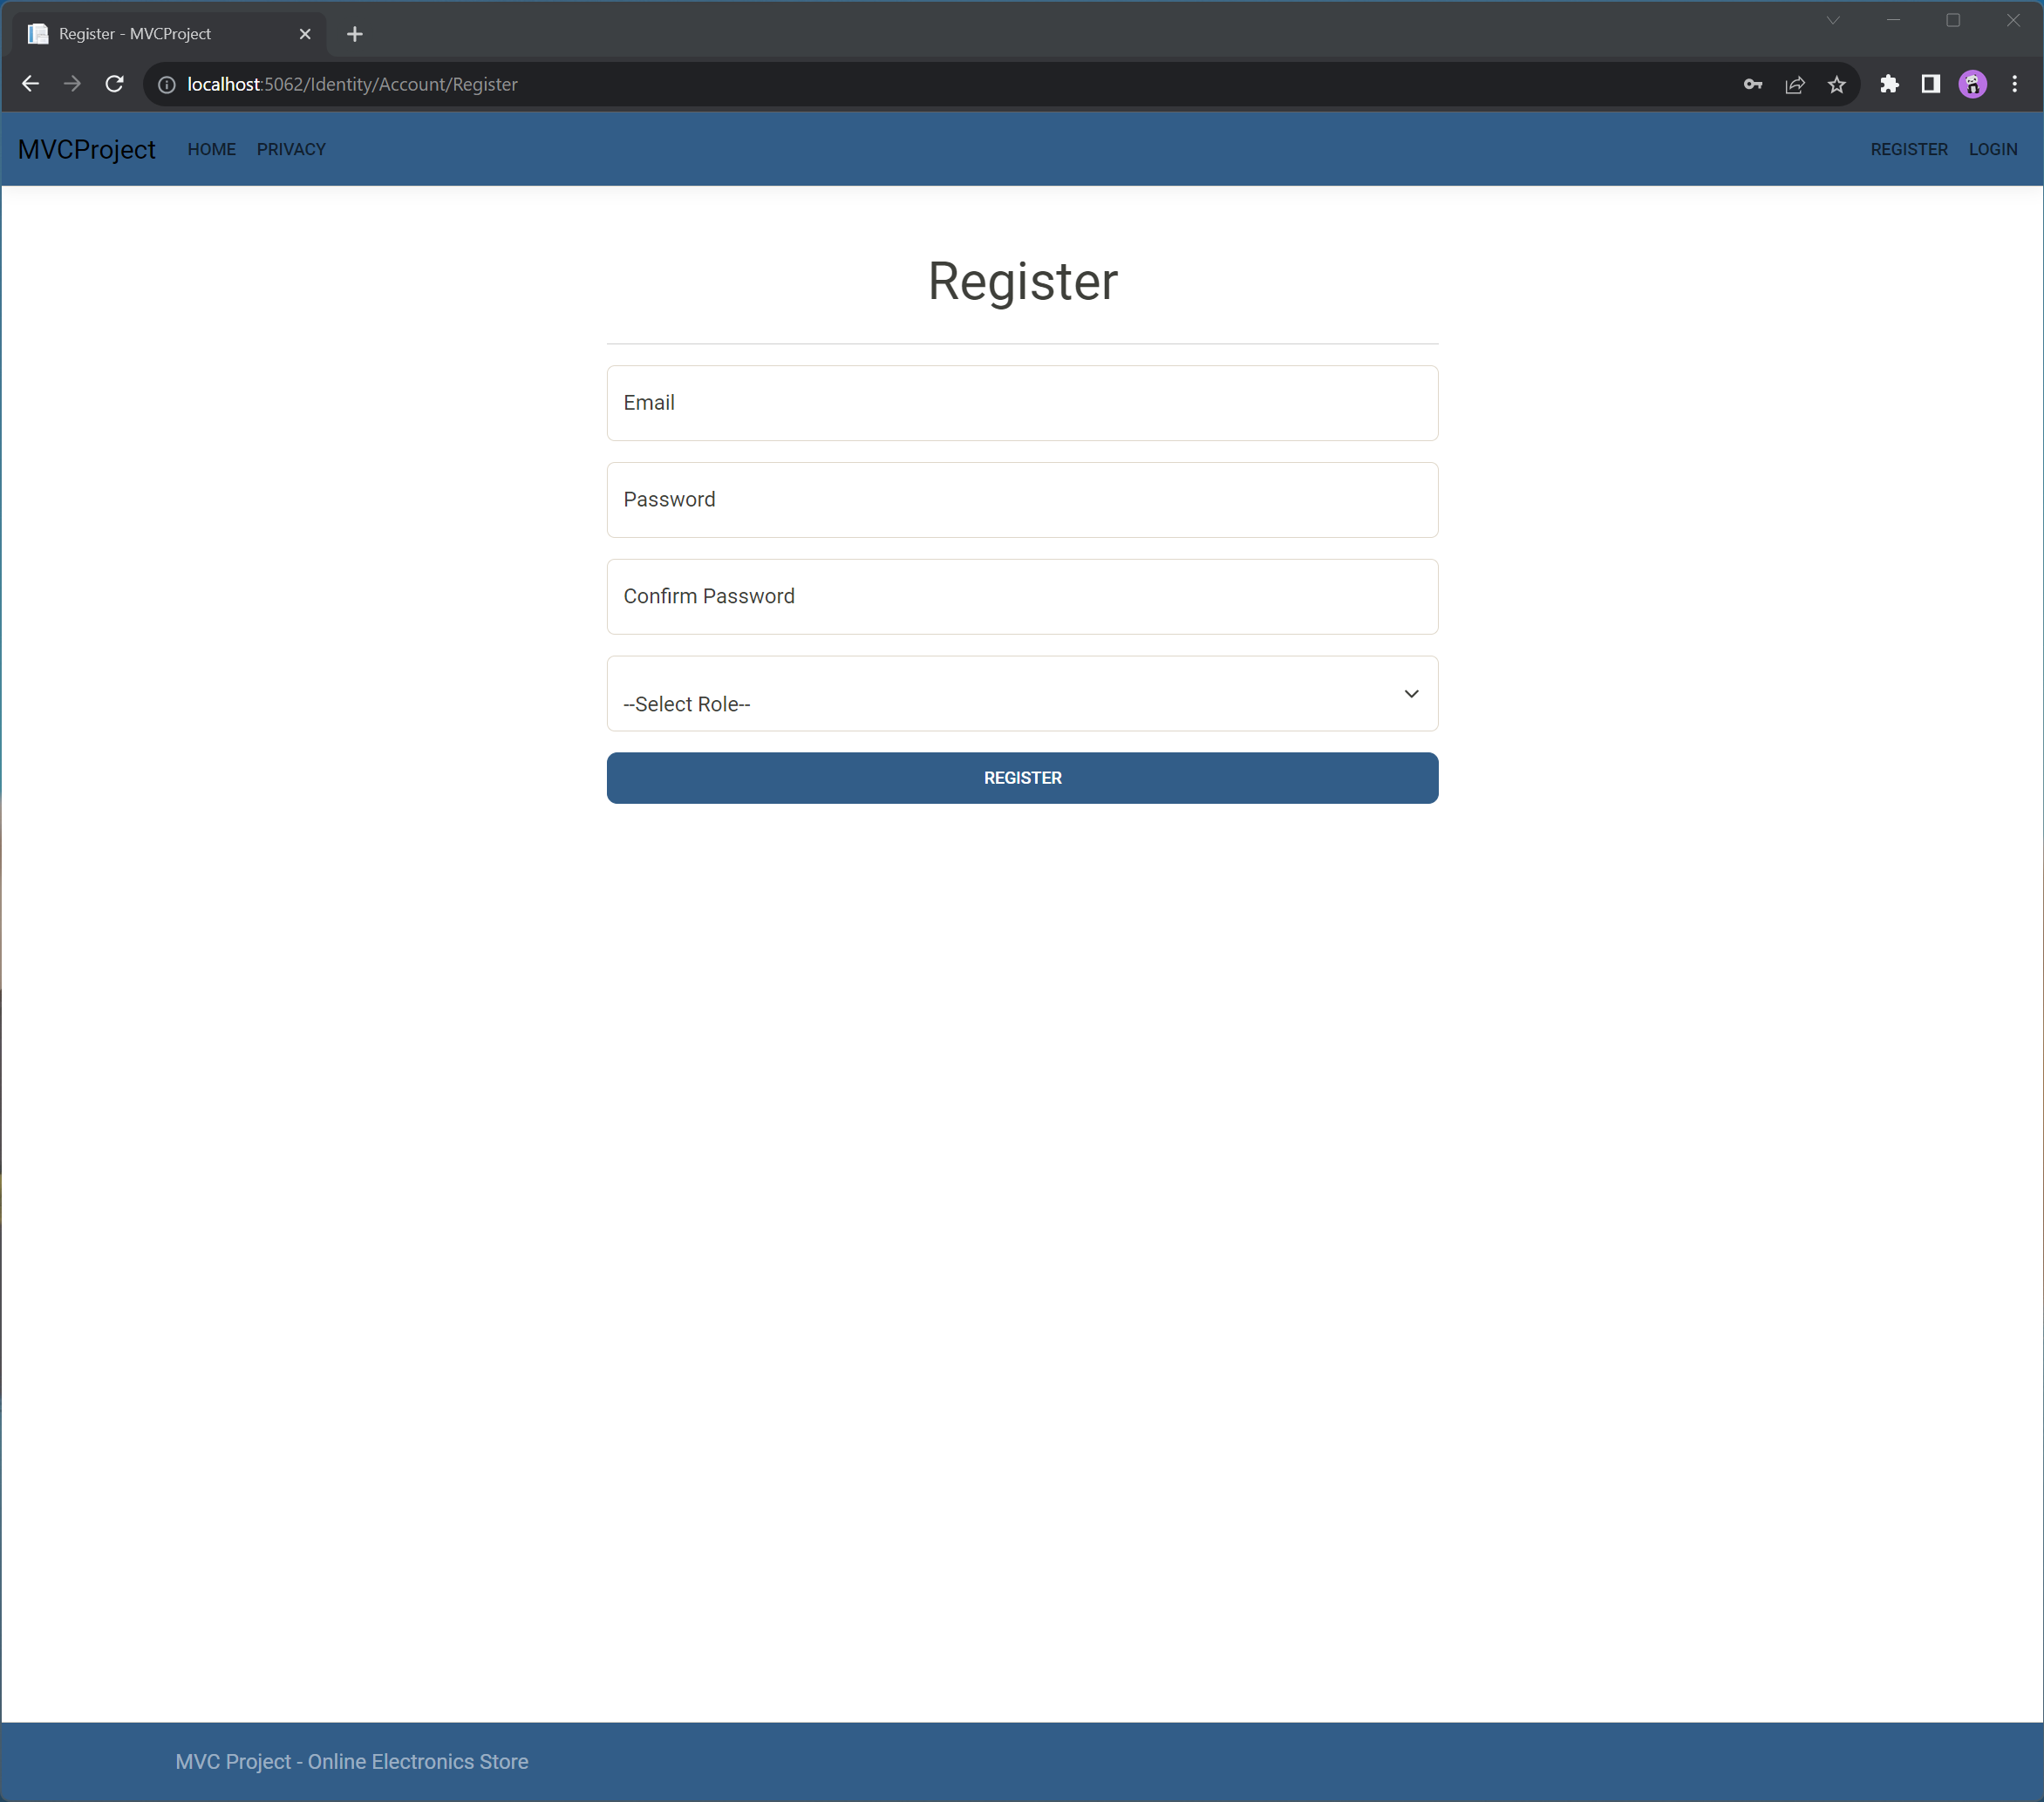 Register - MVCProject
localhost:5062/Identity/Account/Register
MVCProject HOME PRIVACY REGISTER LOGIN
Register
Email
Password
Confirm Password
--Select Role--
REGISTER
MVC Project - Online Electronics Store